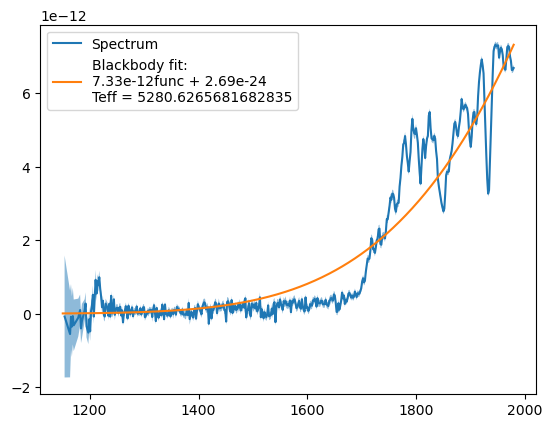 1e−12
Spectrum
Blackbody fit:
7.33e-12func + 2.69e-24
Teff = 5280.6265681682835
6
4
2
0
−2
1200
1400
1600
1800
2000